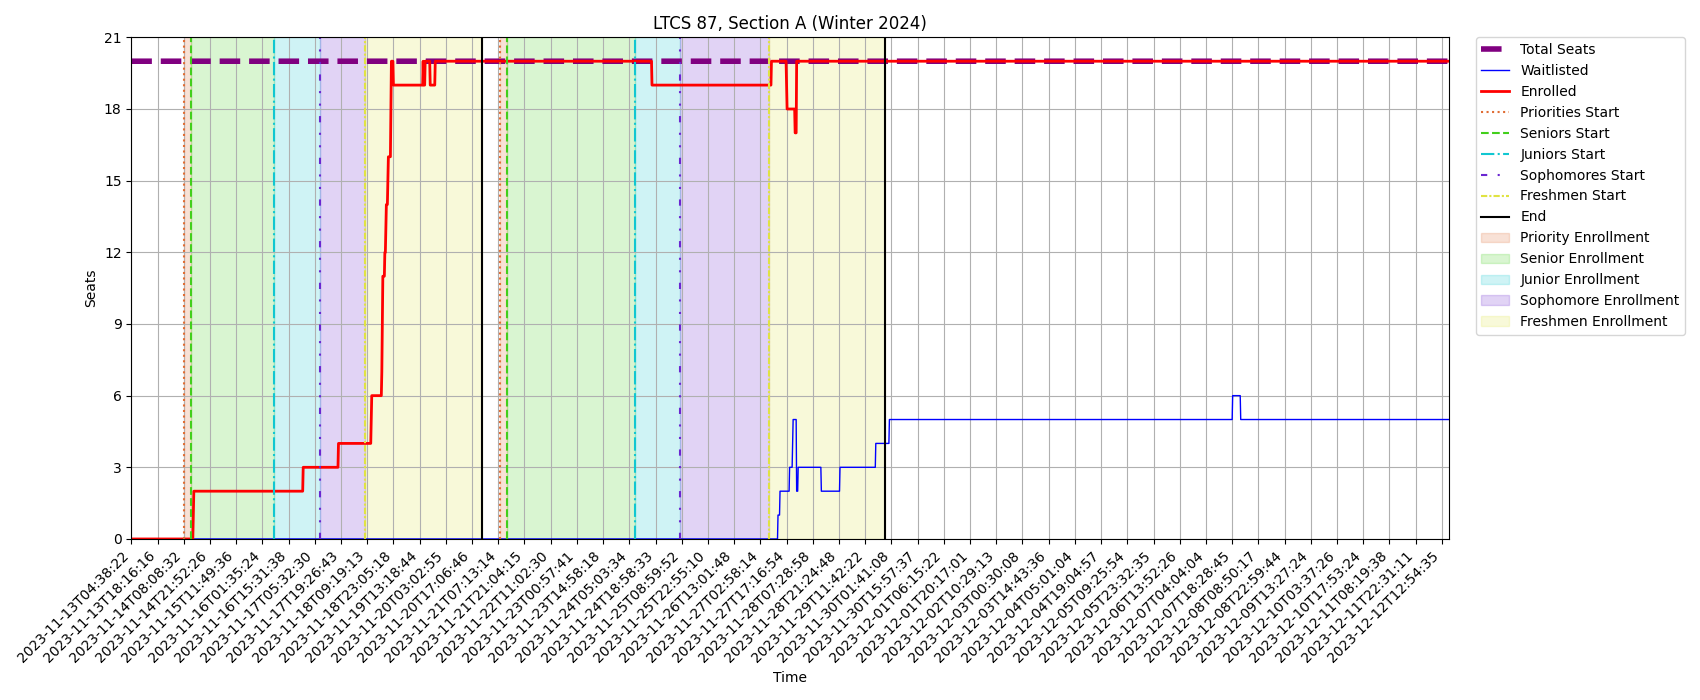 LTCS 87, Section A (Winter 2024)
21
18
15
12
9
6
3
0
Seats
2023-11-13T04:38:22
2023-11-13T18:16:16
2023-11-14T08:08:32
2023-11-14T21:52:26
2023-11-15T11:49:36
2023-11-16T01:35:24
2023-11-16T15:31:38
2023-11-17T05:32:30
2023-11-17T19:26:43
2023-11-18T09:19:13
2023-11-18T23:05:18
2023-11-19T13:18:44
2023-11-20T03:02:55
2023-11-20T17:06:46
2023-11-21T07:13:14
2023-11-21T21:04:15
2023-11-22T11:02:30
2023-11-23T00:57:41
2023-11-23T14:58:18
2023-11-24T05:03:34
2023-11-24T18:58:33
2023-11-25T08:59:52
2023-11-25T22:55:10
2023-11-26T13:01:48
2023-11-27T02:58:14
2023-11-27T17:16:54
2023-11-28T07:28:58
2023-11-28T21:24:48
2023-11-29T11:42:22
2023-11-30T01:41:08
2023-11-30T15:57:37
2023-12-01T06:15:22
2023-12-01T20:17:01
2023-12-02T10:29:13
2023-12-03T00:30:08
2023-12-03T14:43:36
2023-12-04T05:01:04
2023-12-04T19:04:57
2023-12-05T09:25:54
2023-12-05T23:32:35
2023-12-06T13:52:26
2023-12-07T04:04:04
2023-12-07T18:28:45
2023-12-08T08:50:17
2023-12-08T22:59:44
2023-12-09T13:27:24
2023-12-10T03:37:26
2023-12-10T17:53:24
2023-12-11T08:19:38
2023-12-11T22:31:11
2023-12-12T12:54:35
Time
Total Seats
Waitlisted
Enrolled
Priorities Start
Seniors Start
Juniors Start
Sophomores Start
Freshmen Start
End
Priority Enrollment
Senior Enrollment
Junior Enrollment
Sophomore Enrollment
Freshmen Enrollment